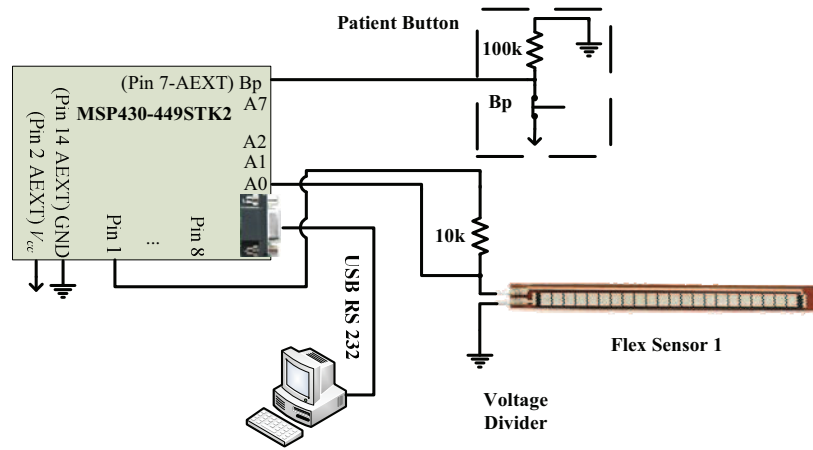 Patient Button
100k
(Pin 7-AEXT) Bp
MSP430-449STK2
A7
Bp
A2
A1
A0
(Pin 2 AEXT) Vcc
(Pin 14 AEXT) GND
Pin 1
...
Pin 8
10k
USB RS 232
Flex Sensor 1
Voltage
Divider